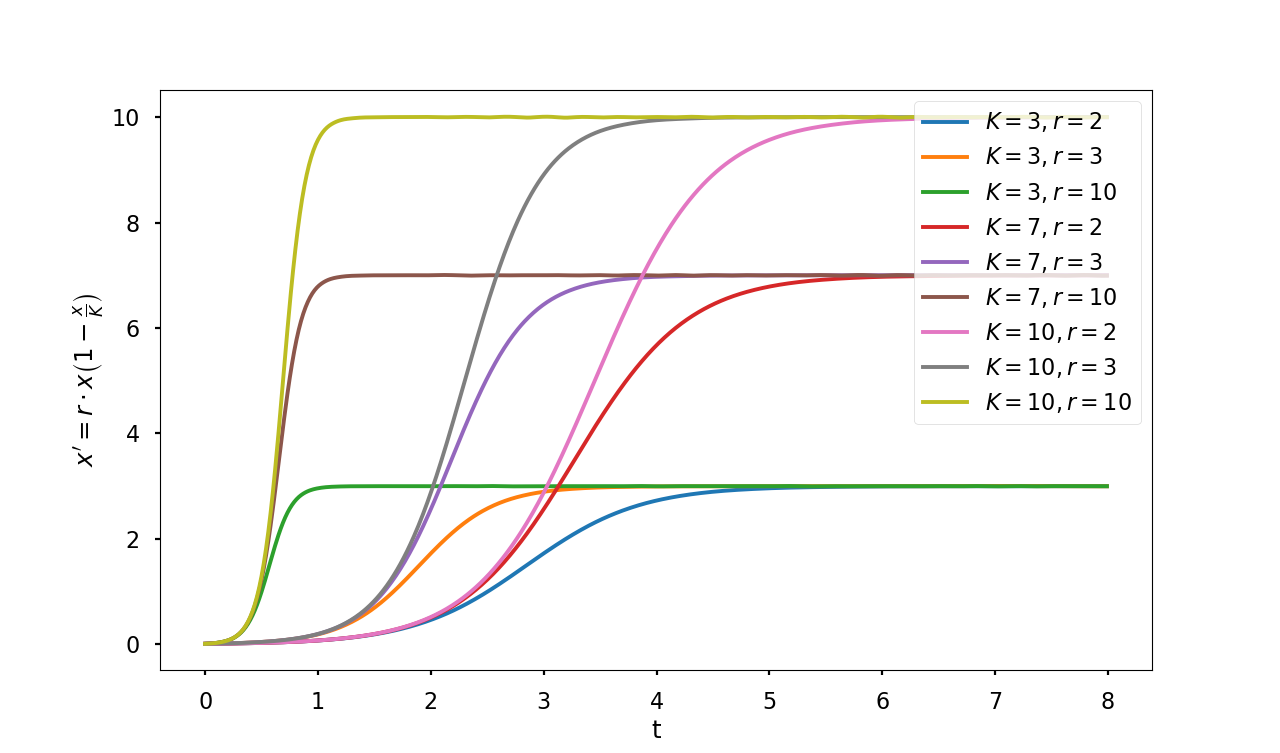 10
8
6
4
2
0
x′ = r · x(1 − x/K)
0 1 2 3 4 5 6 7 8
t
K = 3, r = 2
K = 3, r = 3
K = 3, r = 10
K = 7, r = 2
K = 7, r = 3
K = 7, r = 10
K = 10, r = 2
K = 10, r = 3
K = 10, r = 10